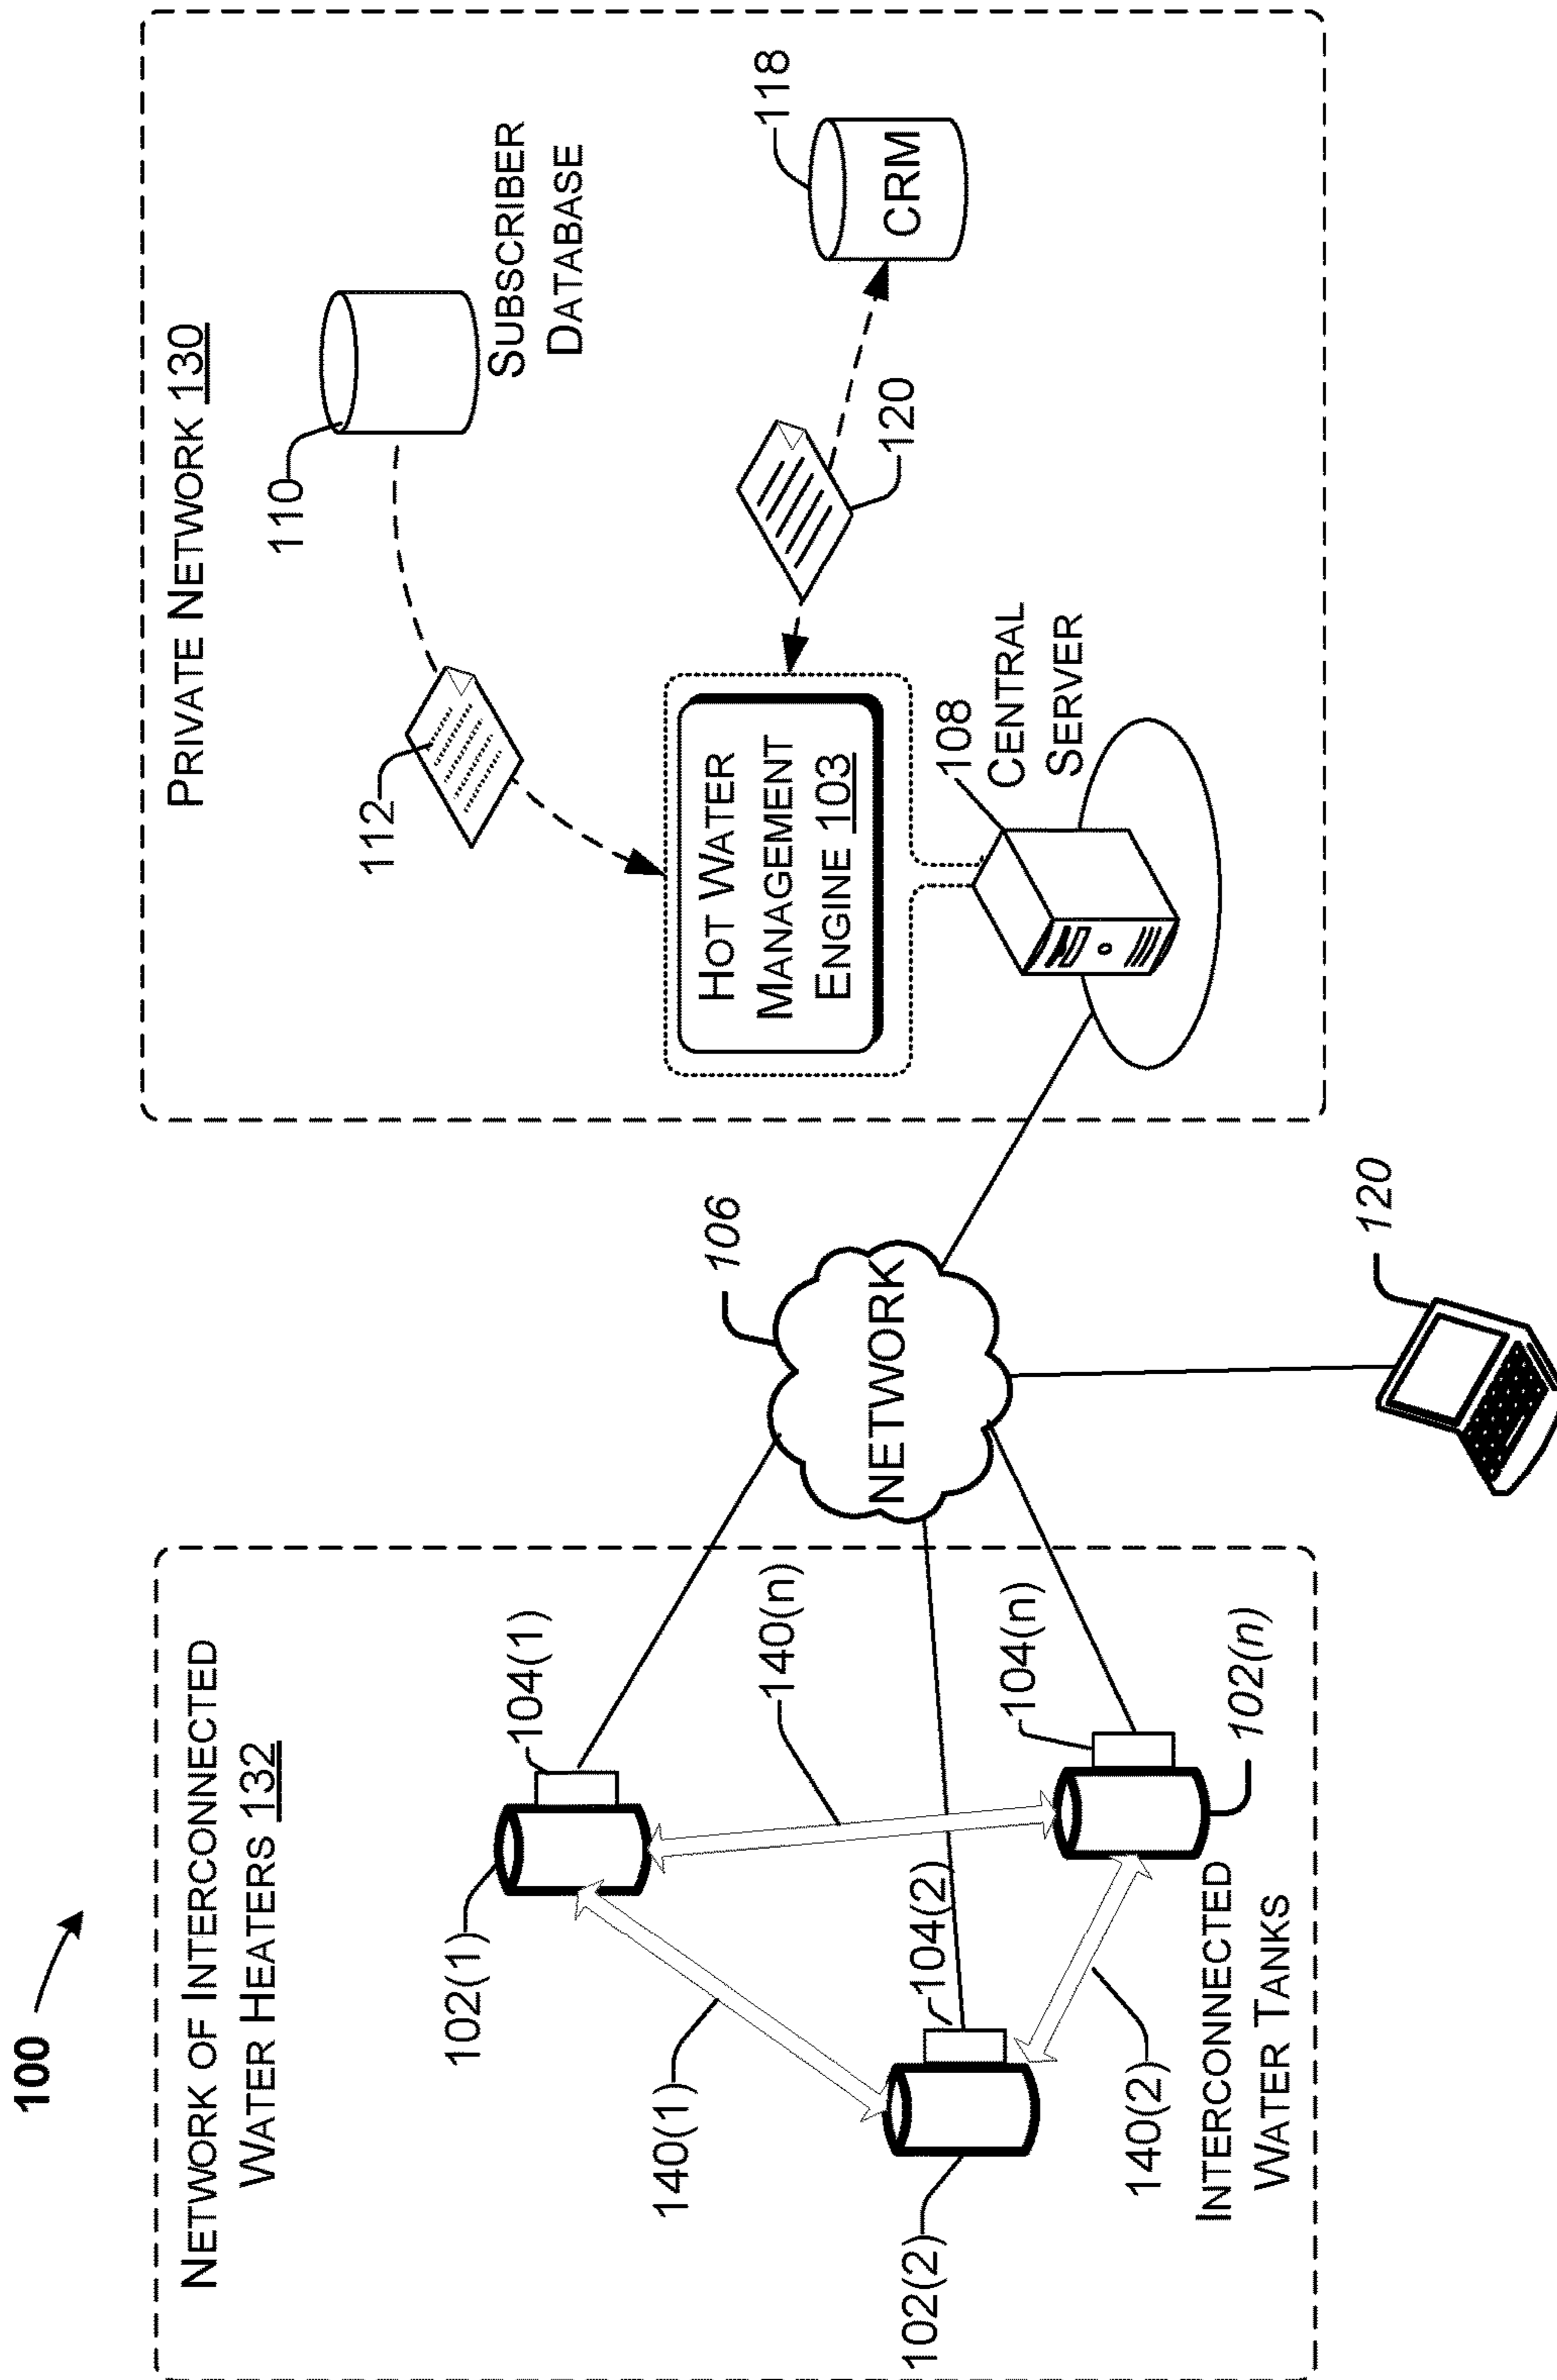 100
NETWORK OF INTERCONNECTED
WATER HEATERS 132
102(1)
104(1)
140(1)
140(n)
102(2)
104(2)
104(n)
140(2)
102(n)
INTERCONNECTED
WATER TANKS
106
NETWORK
120
PRIVATE NETWORK 130
110
112
SUBSCRIBER
DATABASE
HOT WATER
MANAGEMENT
ENGINE 103
118
CRM
120
108
CENTRAL
SERVER